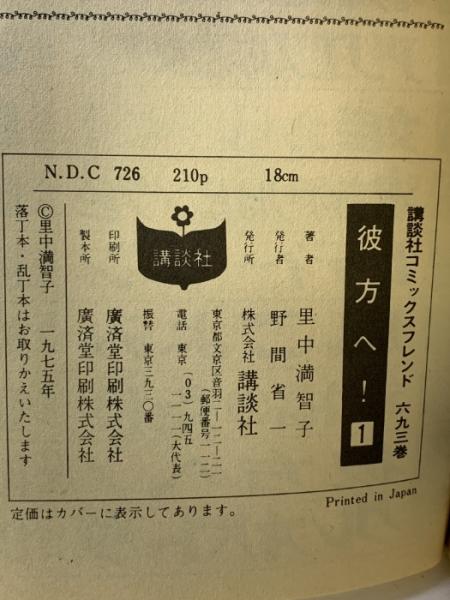 N.D.C 726 210p 18cm
講談社コミックスフレンド 六九三巻
彼方へ! 1
著者 里中満智子
発行者 野間省一
発行所 株式会社 講談社
東京都文京区音羽二—一二—二一
(郵便番号一一二)
電話 東京(03)九四五
一一一一(大代表)
振替 東京三九三〇番
講談社
印刷所 廣済堂印刷株式会社
製本所 廣済堂印刷株式会社
©里中満智子 一九七五年
落丁本・乱丁本はお取りかえいたします
Printed in Japan
定価はカバーに表示してあります。